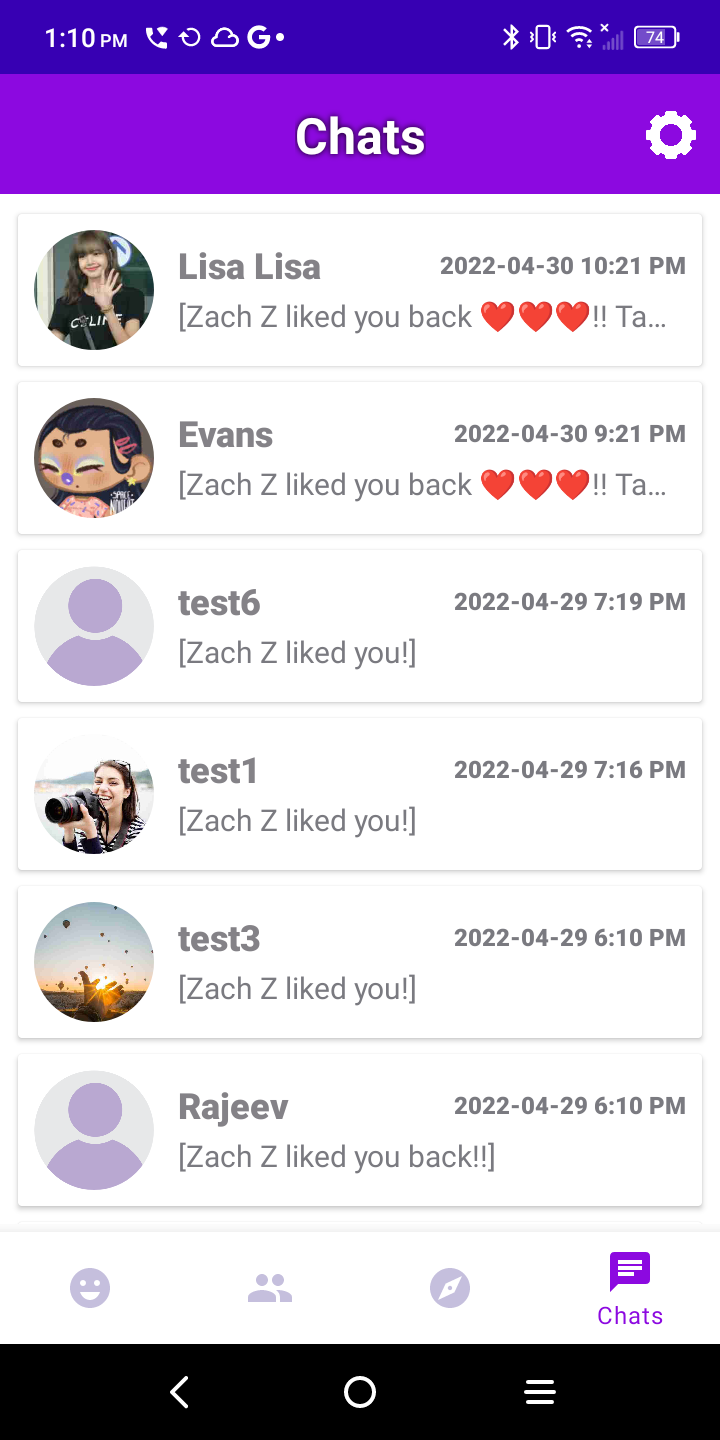 1:10 PM
74
Chats
Lisa Lisa 2022-04-30 10:21 PM
[Zach Z liked you back ❤️❤️❤️!! Ta...
Evans 2022-04-30 9:21 PM
[Zach Z liked you back ❤️❤️❤️!! Ta...
test6 2022-04-29 7:19 PM
[Zach Z liked you!]
test1 2022-04-29 7:16 PM
[Zach Z liked you!]
test3 2022-04-29 6:10 PM
[Zach Z liked you!]
Rajeev 2022-04-29 6:10 PM
[Zach Z liked you back!!]
Chats